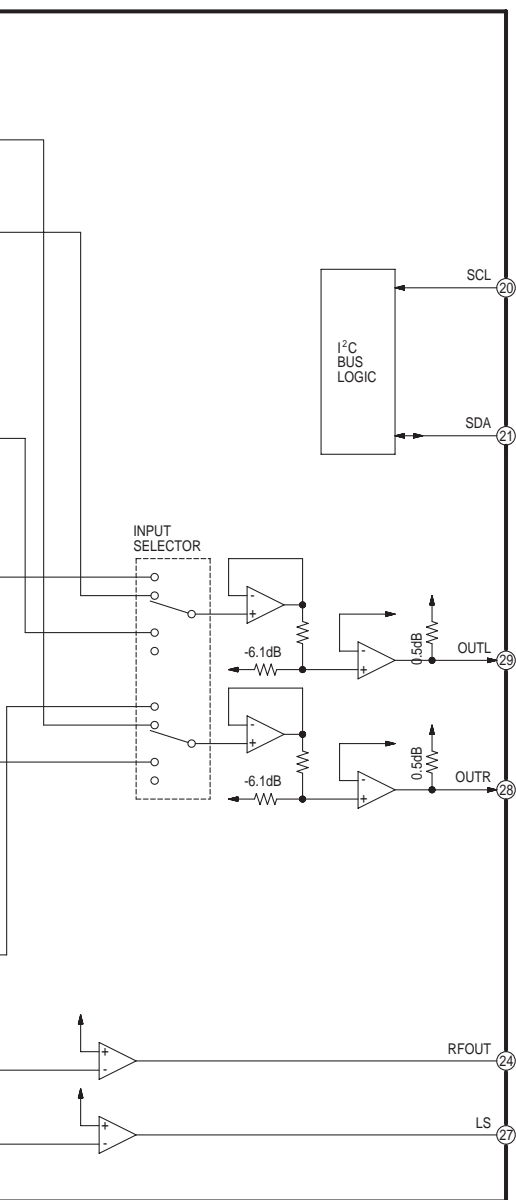 SCL
20
I²C
BUS
LOGIC
SDA
21
INPUT
SELECTOR
-
+
-6.1dB
-
+
0.5dB
OUTL
29
-
+
-6.1dB
-
+
0.5dB
OUTR
28
+
-
RFOUT
24
+
-
LS
27